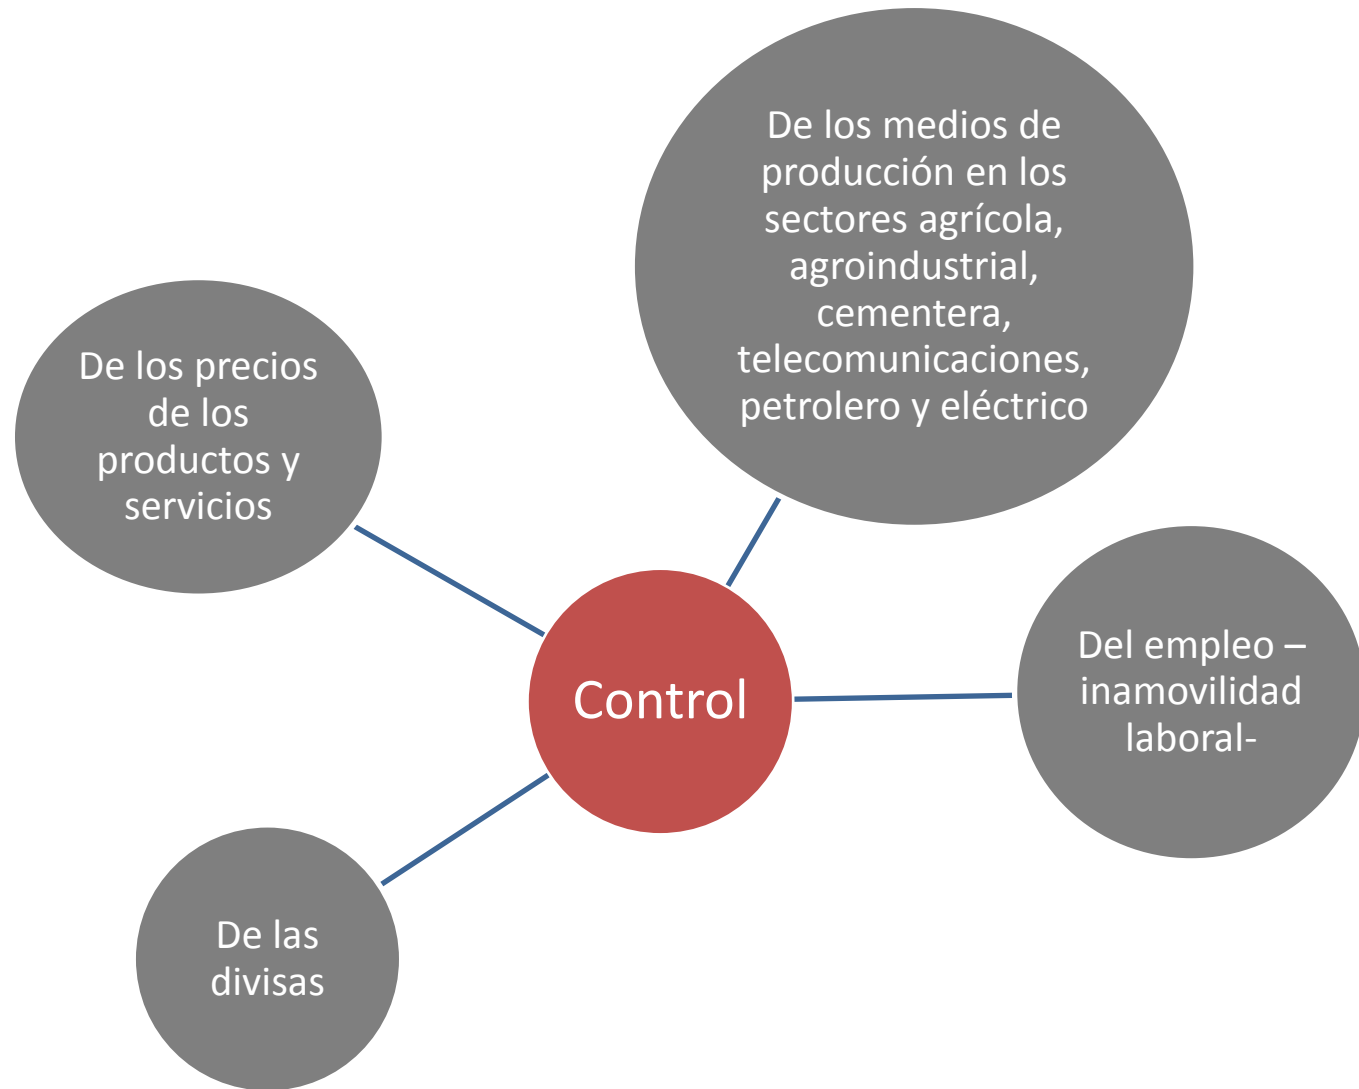 De los medios de
producción en los
sectores agrícola,
agroindustrial,
cementera,
telecomunicaciones,
petrolero y eléctrico
De los precios
de los
productos y
servicios
Del empleo –
inamovilidad
laboral-
Control
De las
divisas